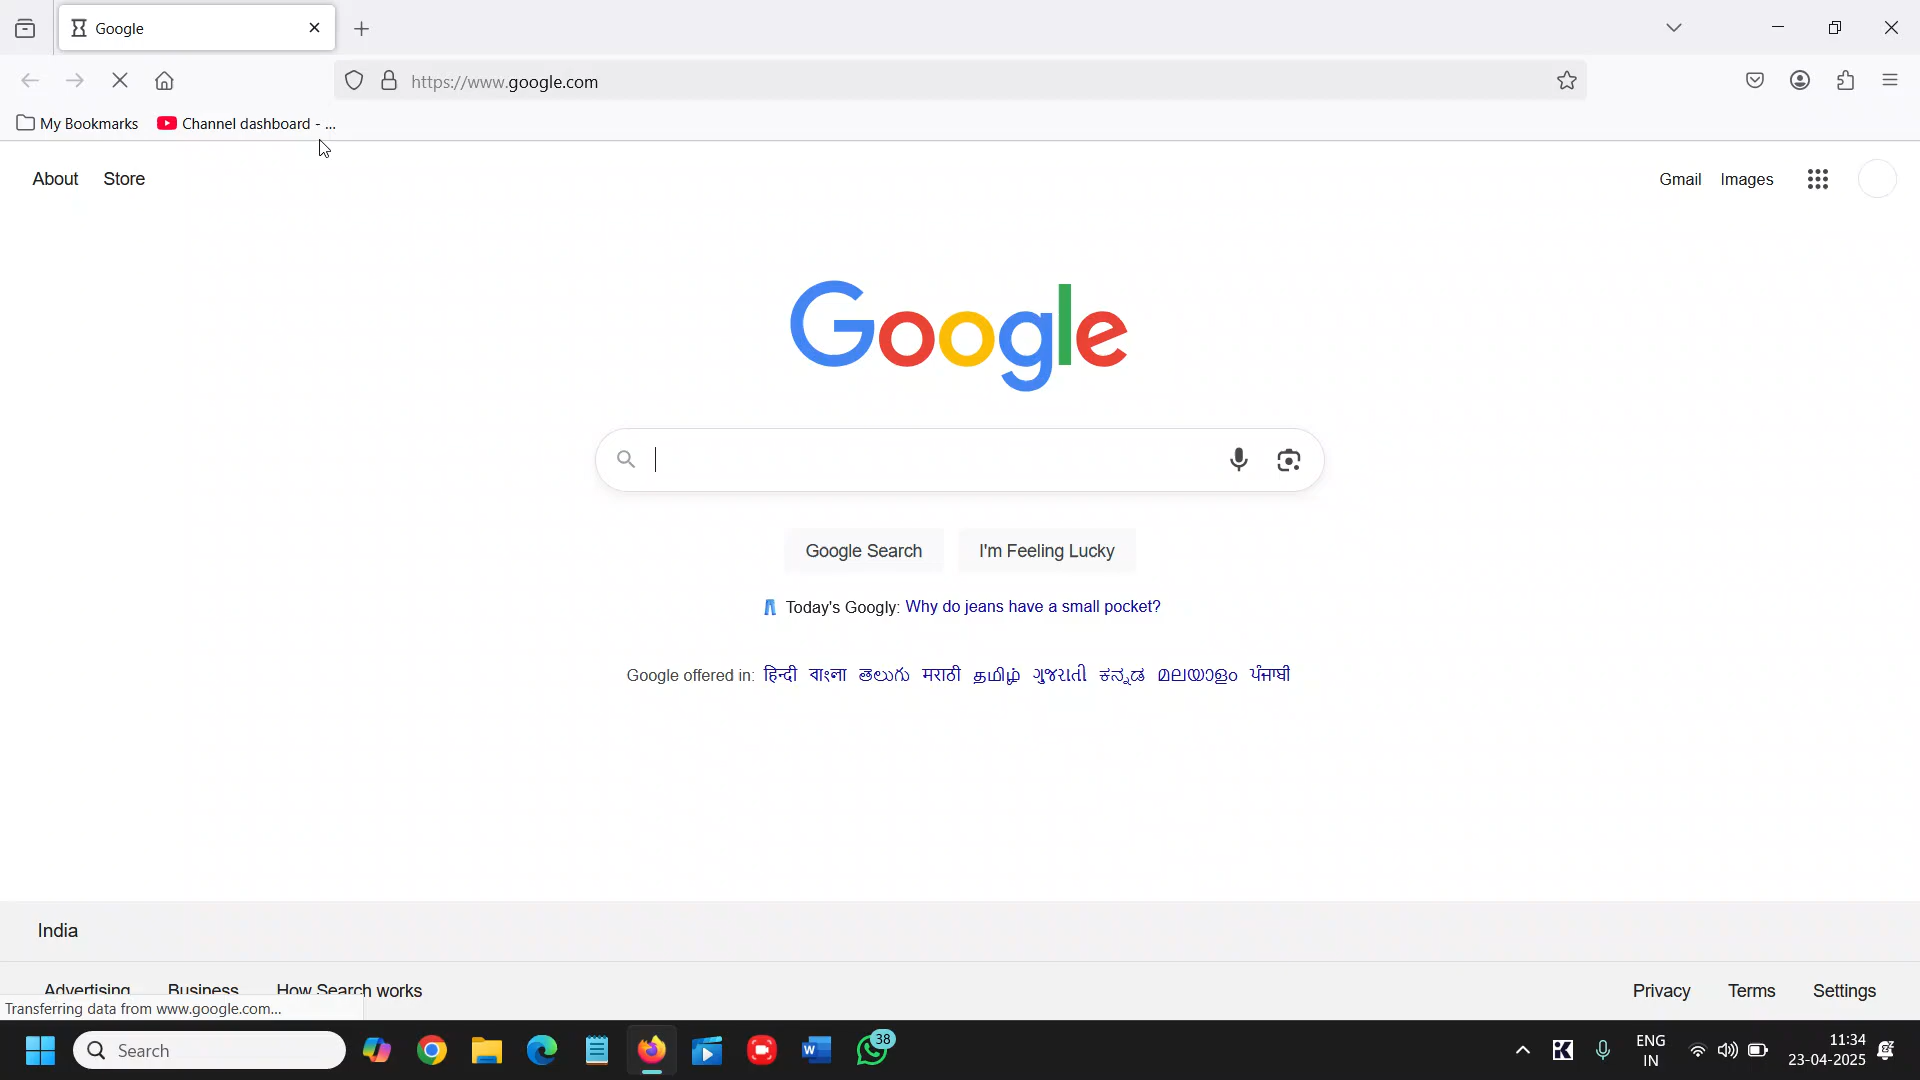 Google
https://www.google.com
My Bookmarks Channel dashboard - ...
About Store Gmail Images
Google
Google Search I'm Feeling Lucky
Today's Googly: Why do jeans have a small pocket?
Google offered in: हिन्दी বাংলা తెలుగు मराठी தமிழ் ગુજરાતી ಕನ್ನಡ മലയാളം ਪੰਜਾਬੀ
India
Advertising Business How Search works Privacy Terms Settings
Transferring data from www.google.com...
Search 38 ENG IN 11:34
23-04-2025